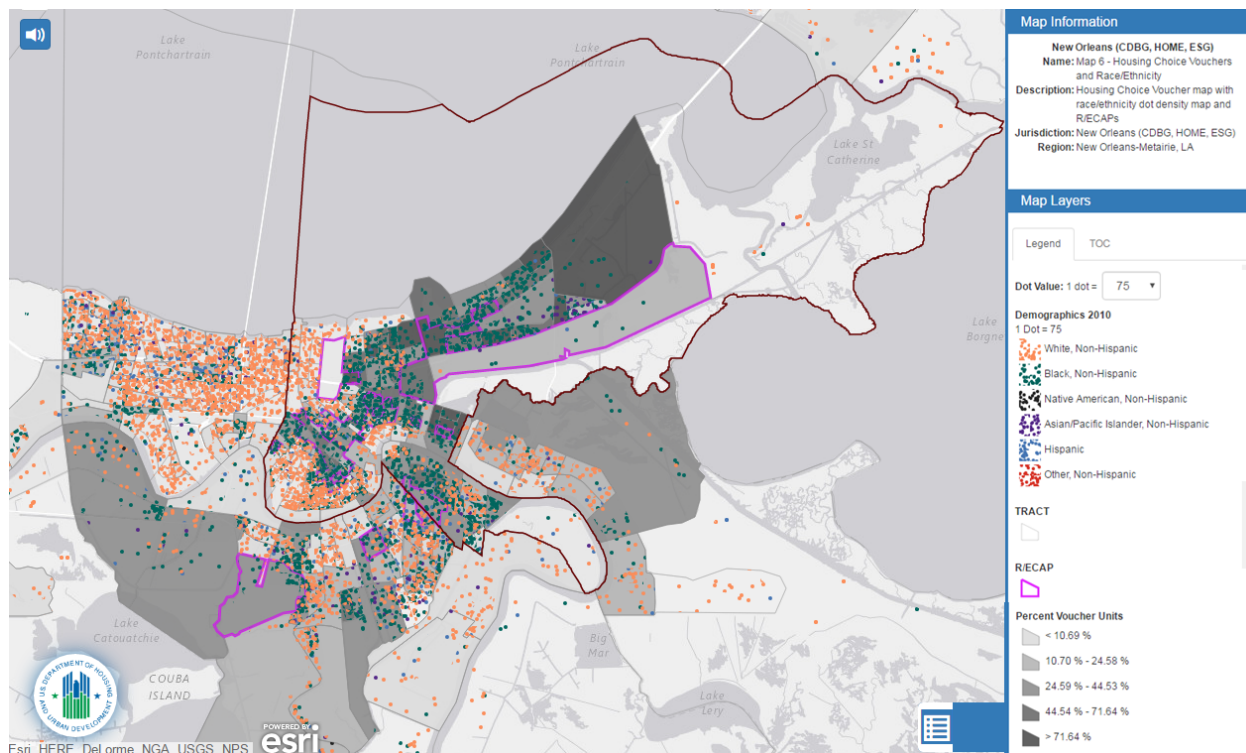 Lake
Pontchartrain
Lake
Pontchartrain
Lake St
Catherine
Lake
Borgne
Lake
Catouatchie
COUBA
ISLAND
Big
Mar
Lake
Lery
U.S. DEPARTMENT OF HOUSING
AND URBAN DEVELOPMENT
POWERED BY
esri
Esri, HERE, DeLorme, NGA, USGS, NPS
Map Information
New Orleans (CDBG, HOME, ESG)
Name: Map 6 - Housing Choice Vouchers
and Race/Ethnicity
Description: Housing Choice Voucher map with
race/ethnicity dot density map and
R/ECAPs
Jurisdiction: New Orleans (CDBG, HOME, ESG)
Region: New Orleans-Metairie, LA
Map Layers
Legend TOC
Dot Value: 1 dot = 75
Demographics 2010
1 Dot = 75
White, Non-Hispanic
Black, Non-Hispanic
Native American, Non-Hispanic
Asian/Pacific Islander, Non-Hispanic
Hispanic
Other, Non-Hispanic
TRACT
R/ECAP
Percent Voucher Units
< 10.69 %
10.70 % - 24.58 %
24.59 % - 44.53 %
44.54 % - 71.64 %
> 71.64 %